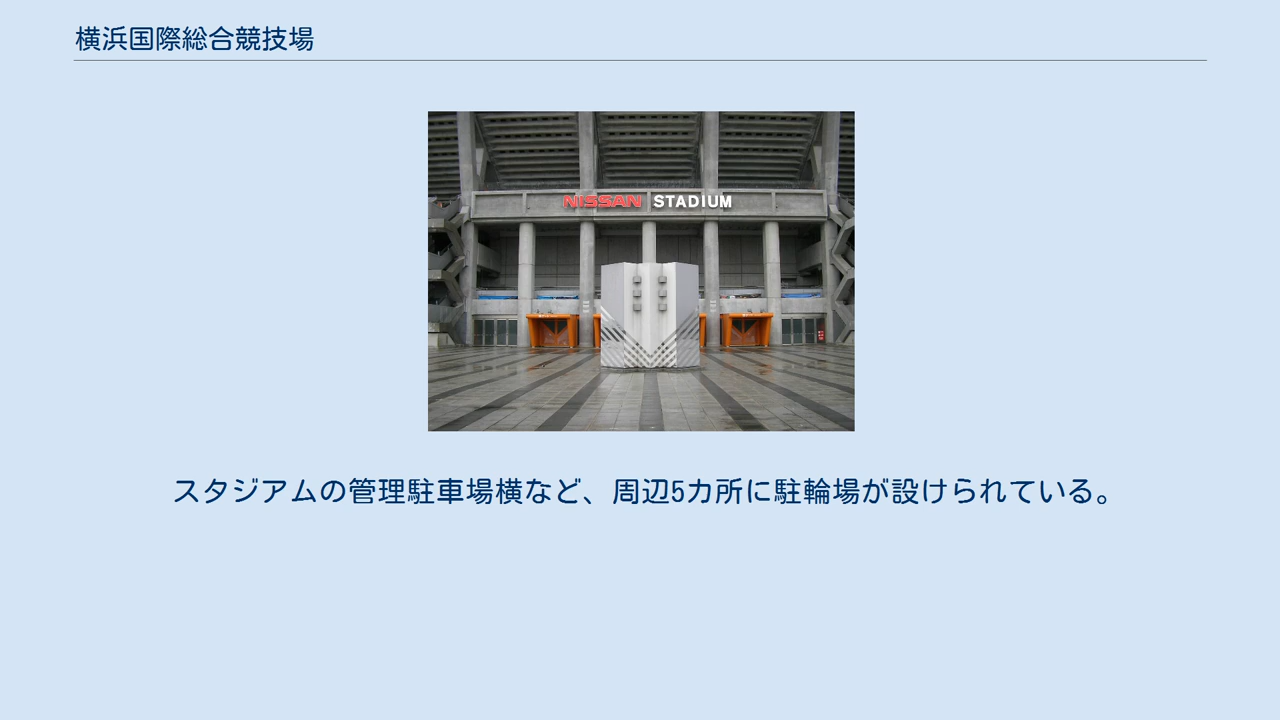 横浜国際総合競技場
NISSAN STADIUM
スタジアムの管理駐車場横など、周辺5カ所に駐輪場が設けられている。